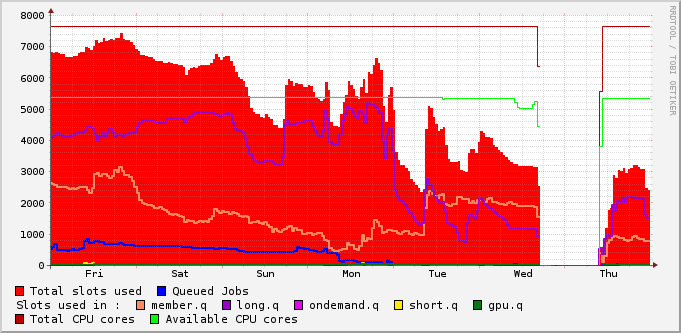 8000
7000
6000
5000
4000
3000
2000
1000
0
Fri Sat Sun Mon Tue Wed Thu
Total slots used Queued Jobs
Slots used in : member.q long.q ondemand.q short.q gpu.q
Total CPU cores Available CPU cores
RRDTOOL / TOBI OETIKER